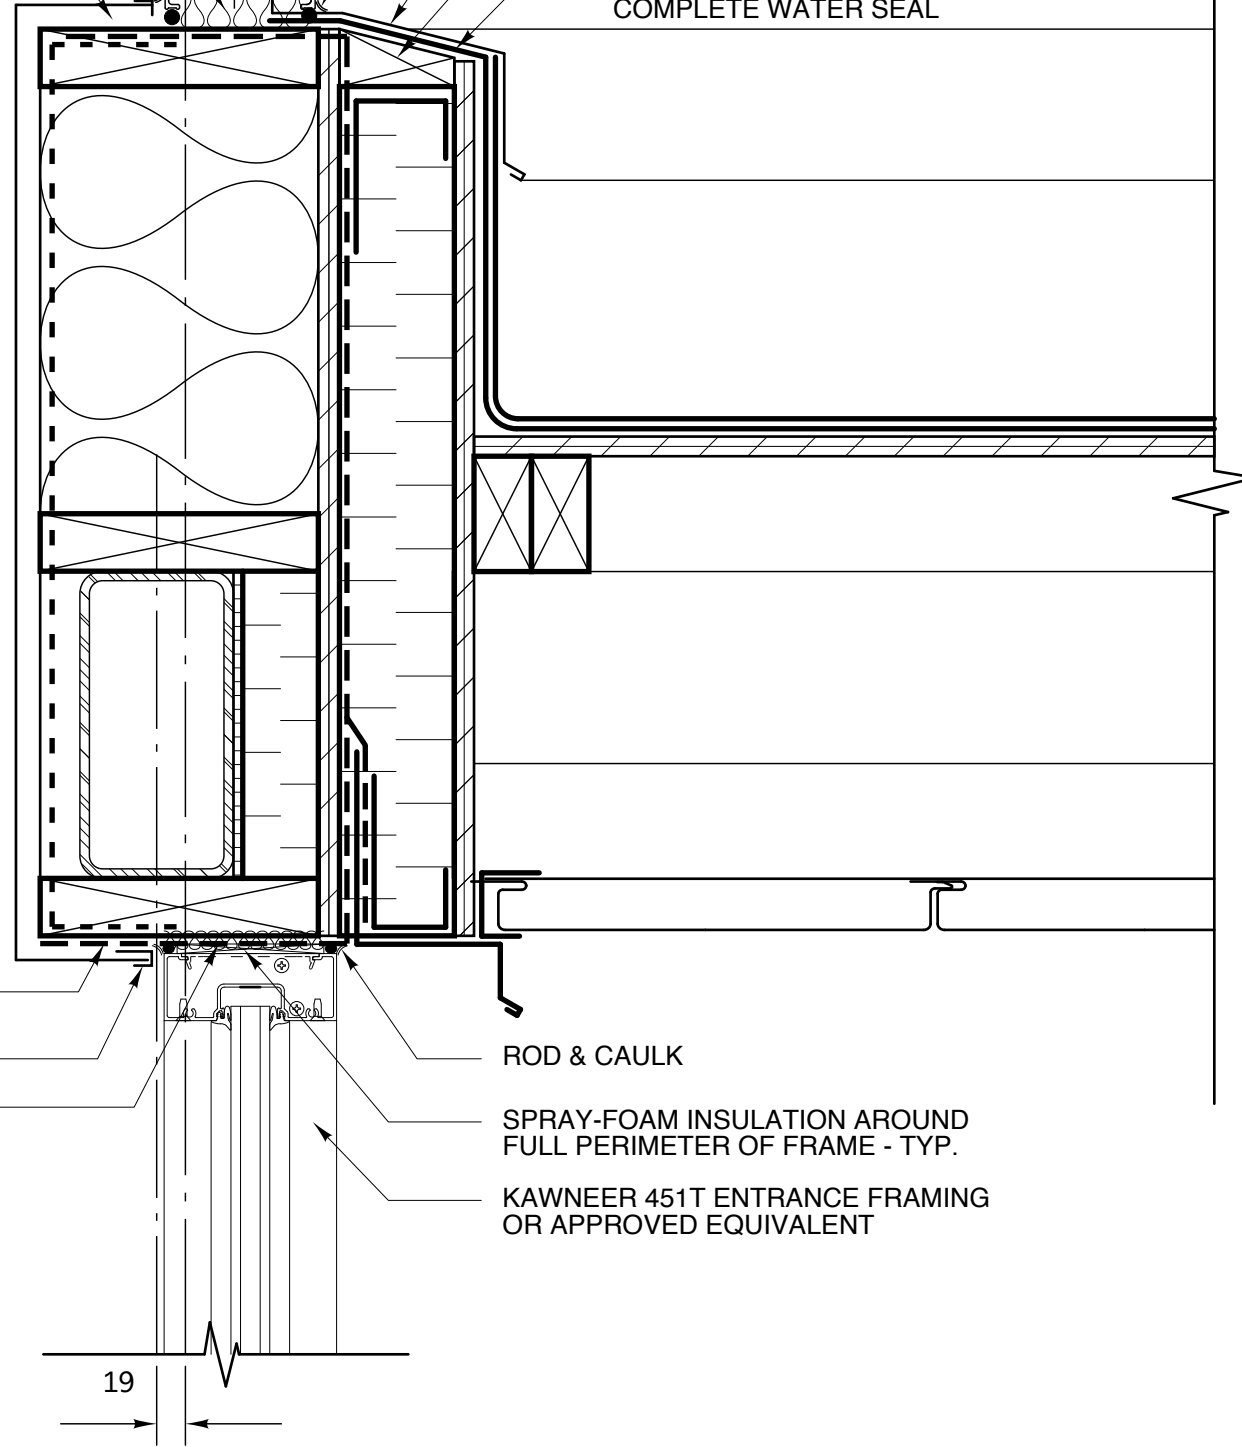 COMPLETE WATER SEAL
ROD & CAULK
SPRAY-FOAM INSULATION AROUND
FULL PERIMETER OF FRAME - TYP.
KAWNEER 451T ENTRANCE FRAMING
OR APPROVED EQUIVALENT
19